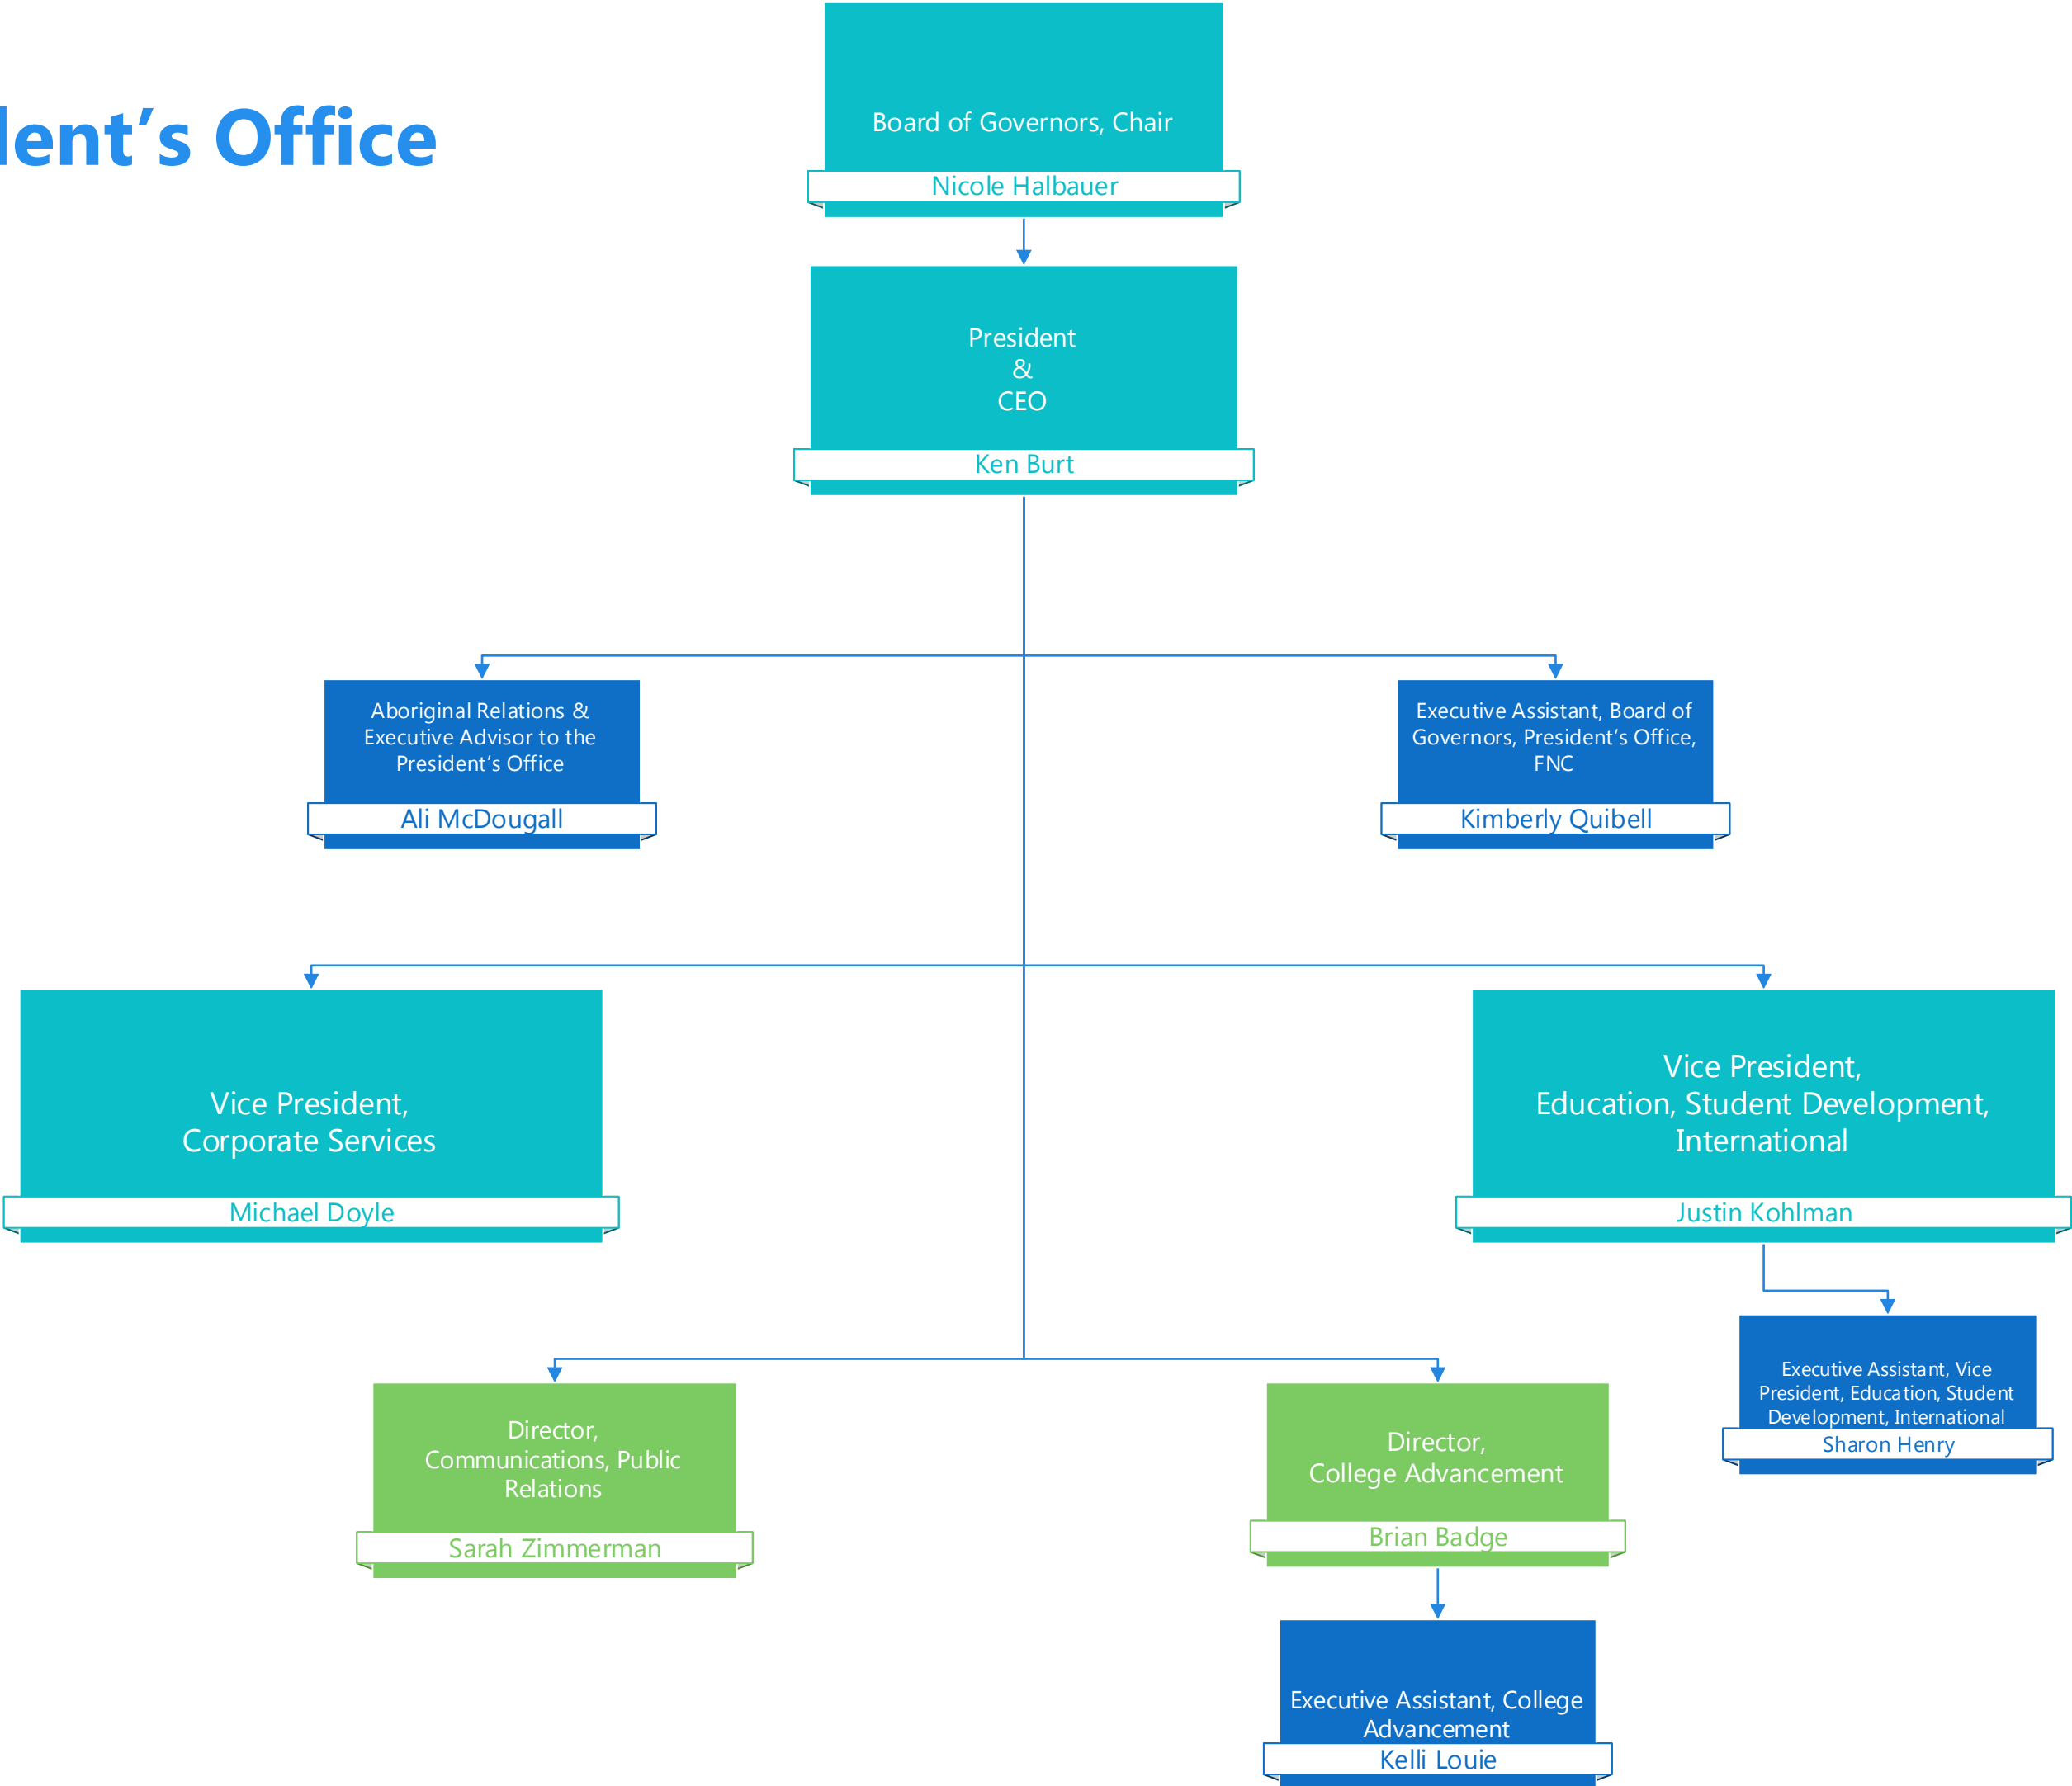 dent’s Office
Board of Governors, Chair
Nicole Halbauer
President
&
CEO
Ken Burt
Aboriginal Relations &
Executive Advisor to the
President’s Office
Ali McDougall
Executive Assistant, Board of
Governors, President’s Office,
FNC
Kimberly Quibell
Vice President,
Corporate Services
Michael Doyle
Vice President,
Education, Student Development,
International
Justin Kohlman
Executive Assistant, Vice
President, Education, Student
Development, International
Sharon Henry
Director,
Communications, Public
Relations
Sarah Zimmerman
Director,
College Advancement
Brian Badge
Executive Assistant, College
Advancement
Kelli Louie